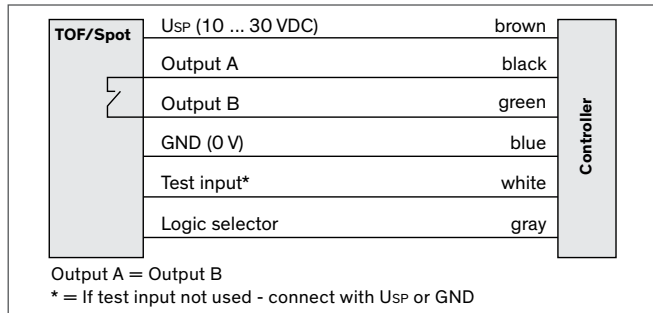 TOF/Spot
USP (10 ... 30 VDC) brown
Output A black
Output B green
GND (0 V) blue
Test input* white
Logic selector gray
Controller
Output A = Output B
* = If test input not used - connect with USP or GND